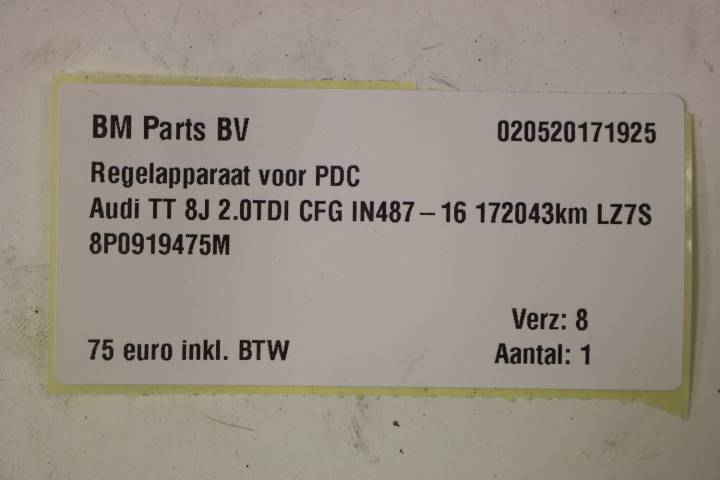 BM Parts BV 020520171925
Regelapparaat voor PDC
Audi TT 8J 2.0TDI CFG IN487 – 16 172043km LZ7S
8P0919475M
Verz: 8
75 euro inkl. BTW Aantal: 1